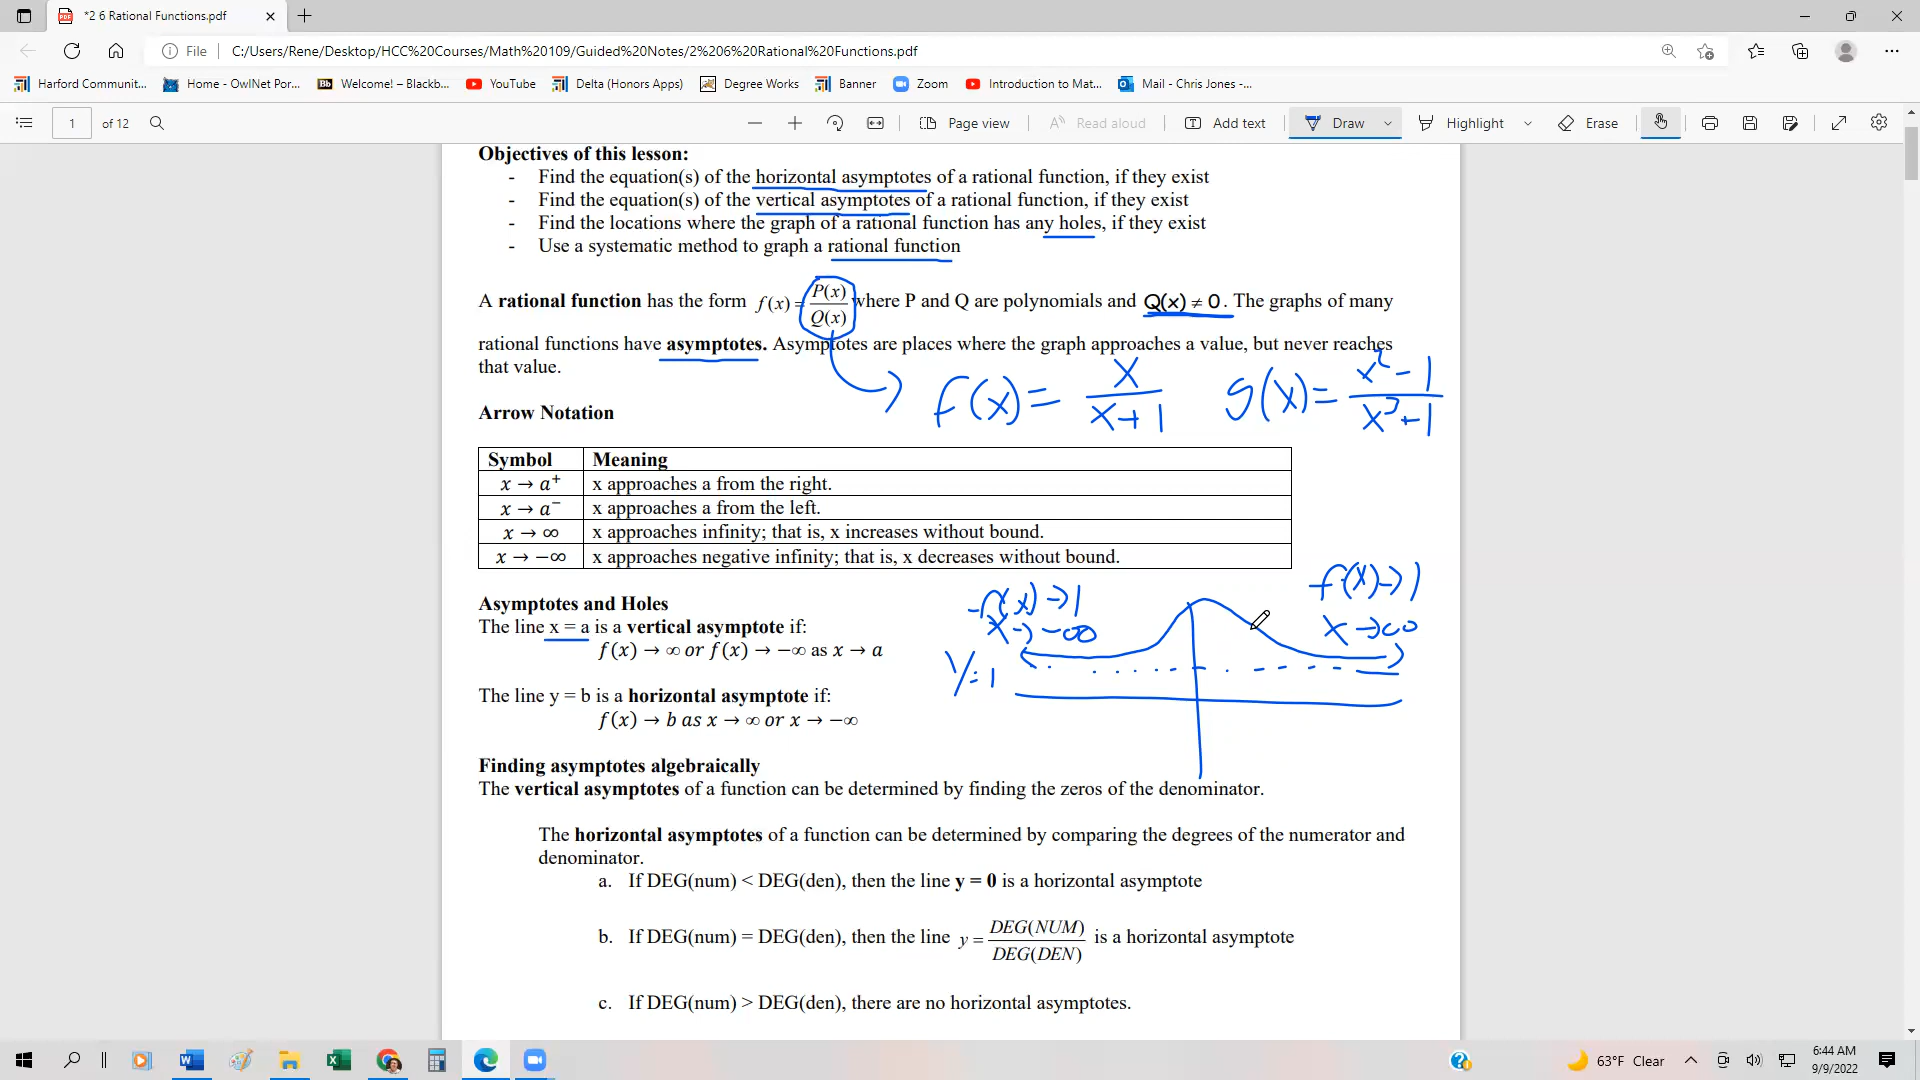 *2 6 Rational Functions.pdf
File
C:/Users/Rene/Desktop/HCC%20Courses/Math%20109/Guided%20Notes/2%206%20Rational%20Functions.pdf
Harford Communit... Home - OwlNet Por... Welcome! – Blackb... YouTube Delta (Honors Apps) Degree Works Banner Zoom Introduction to Mat... Mail - Chris Jones -...
1 of 12 Page view Read aloud Add text Draw Highlight Erase
Objectives of this lesson:
- Find the equation(s) of the horizontal asymptotes of a rational function, if they exist
- Find the equation(s) of the vertical asymptotes of a rational function, if they exist
- Find the locations where the graph of a rational function has any holes, if they exist
- Use a systematic method to graph a rational function
A rational function has the form f(x) = P(x)/Q(x) where P and Q are polynomials and Q(x) ≠ 0. The graphs of many
rational functions have asymptotes. Asymptotes are places where the graph approaches a value, but never reaches
that value.
f(x) = x/(x+1) g(x) = (x²-1)/(x³+1)
Arrow Notation
Symbol Meaning
x → a⁺ x approaches a from the right.
x → a⁻ x approaches a from the left.
x → ∞ x approaches infinity; that is, x increases without bound.
x → −∞ x approaches negative infinity; that is, x decreases without bound.
f(x)→1
x→-∞
y=1
f(x)→1
x→∞
Asymptotes and Holes
The line x = a is a vertical asymptote if:
f(x) → ∞ or f(x) → −∞ as x → a
The line y = b is a horizontal asymptote if:
f(x) → b as x → ∞ or x → −∞
Finding asymptotes algebraically
The vertical asymptotes of a function can be determined by finding the zeros of the denominator.
The horizontal asymptotes of a function can be determined by comparing the degrees of the numerator and
denominator.
a. If DEG(num) < DEG(den), then the line y = 0 is a horizontal asymptote
b. If DEG(num) = DEG(den), then the line y = DEG(NUM)/DEG(DEN) is a horizontal asymptote
c. If DEG(num) > DEG(den), there are no horizontal asymptotes.
63°F Clear
6:44 AM
9/9/2022